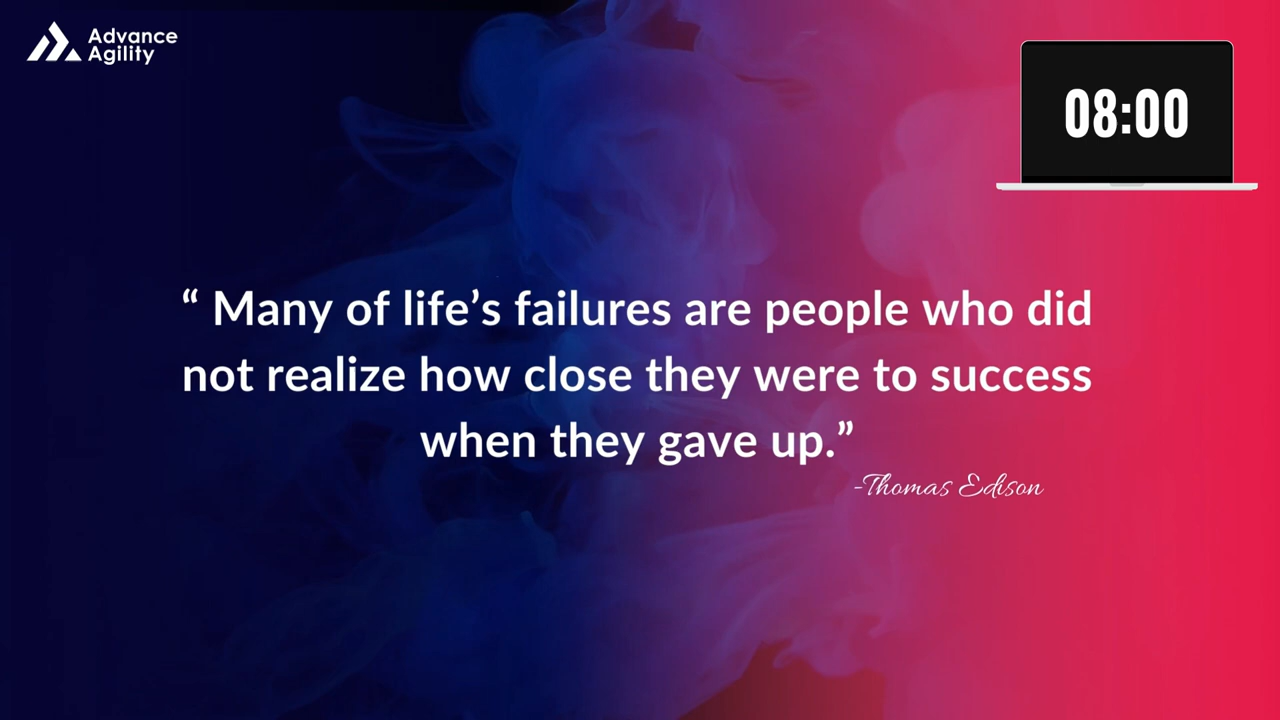 Advance
Agility
08:00
“ Many of life’s failures are people who did
not realize how close they were to success
when they gave up.”
-Thomas Edison